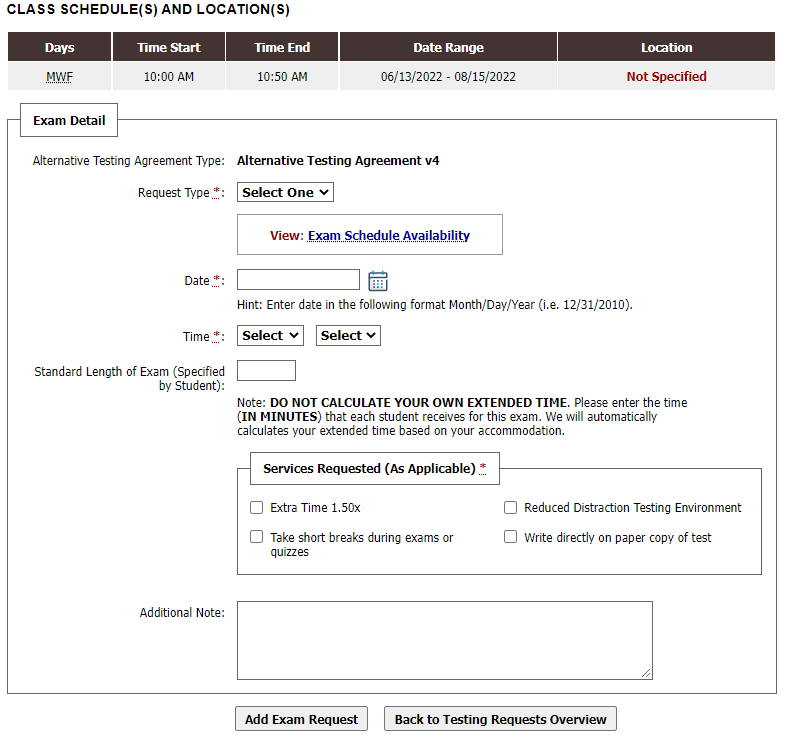 CLASS SCHEDULE(S) AND LOCATION(S)
Days Time Start Time End Date Range Location
MWF 10:00 AM 10:50 AM 06/13/2022 - 08/15/2022 Not Specified
Exam Detail
Alternative Testing Agreement Type: Alternative Testing Agreement v4
Request Type *: Select One
View: Exam Schedule Availability
Date *:
Hint: Enter date in the following format Month/Day/Year (i.e. 12/31/2010).
Time *: Select Select
Standard Length of Exam (Specified
by Student):
Note: DO NOT CALCULATE YOUR OWN EXTENDED TIME. Please enter the time
(IN MINUTES) that each student receives for this exam. We will automatically
calculates your extended time based on your accommodation.
Services Requested (As Applicable) *
Extra Time 1.50x Reduced Distraction Testing Environment
Take short breaks during exams or Write directly on paper copy of test
quizzes
Additional Note:
Add Exam Request Back to Testing Requests Overview